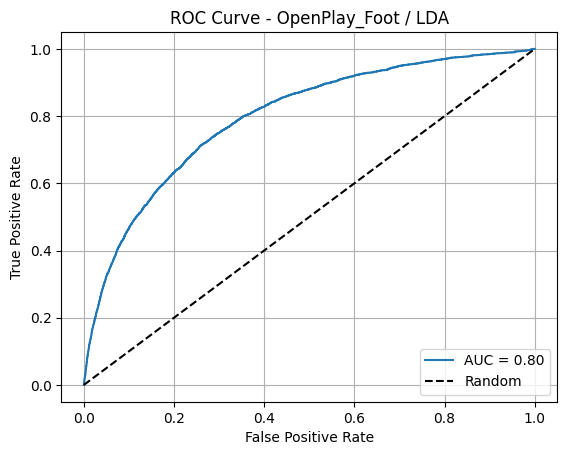 ROC Curve - OpenPlay_Foot / LDA
True Positive Rate
1.0
0.8
0.6
0.4
0.2
0.0
0.0 0.2 0.4 0.6 0.8 1.0
False Positive Rate
AUC = 0.80
Random